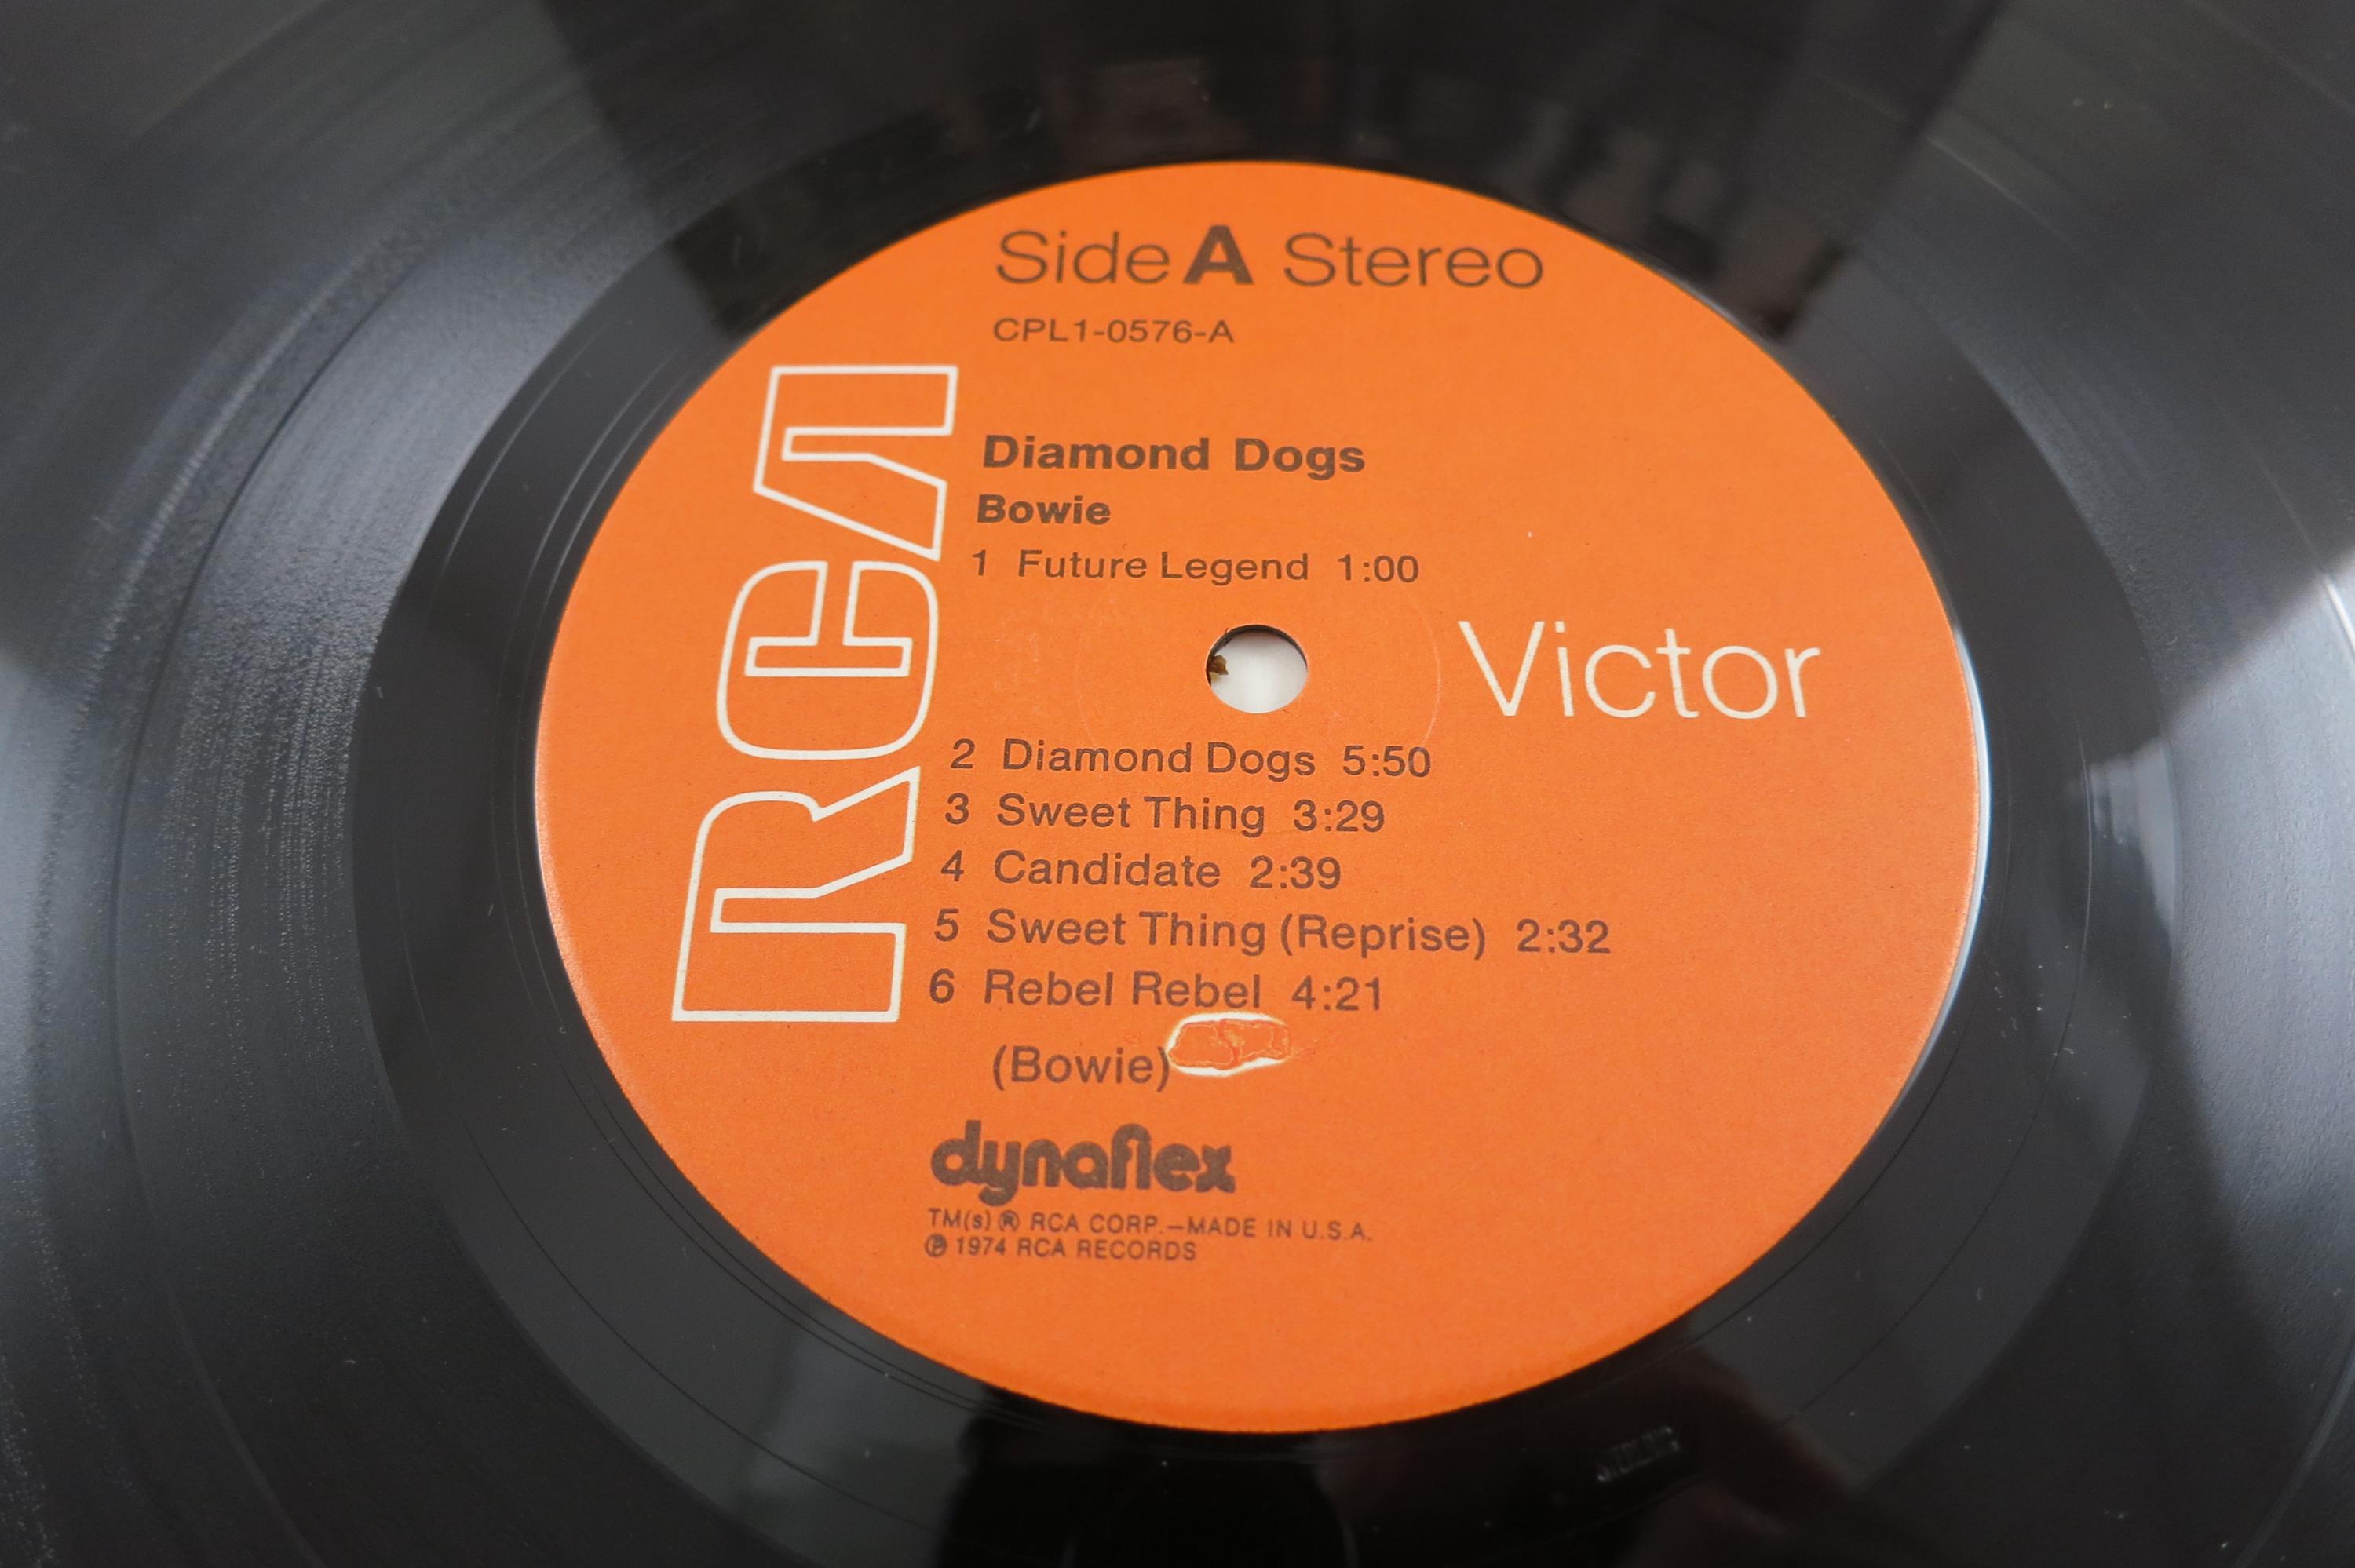 Side A Stereo
CPL1-0576-A
RCA
Diamond Dogs
Bowie
1 Future Legend 1:00
Victor
2 Diamond Dogs 5:50
3 Sweet Thing 3:29
4 Candidate 2:39
5 Sweet Thing (Reprise) 2:32
6 Rebel Rebel 4:21
(Bowie)
dynaflex
TM(s) ® RCA CORP.—MADE IN U.S.A.
℗ 1974 RCA RECORDS
STERLING